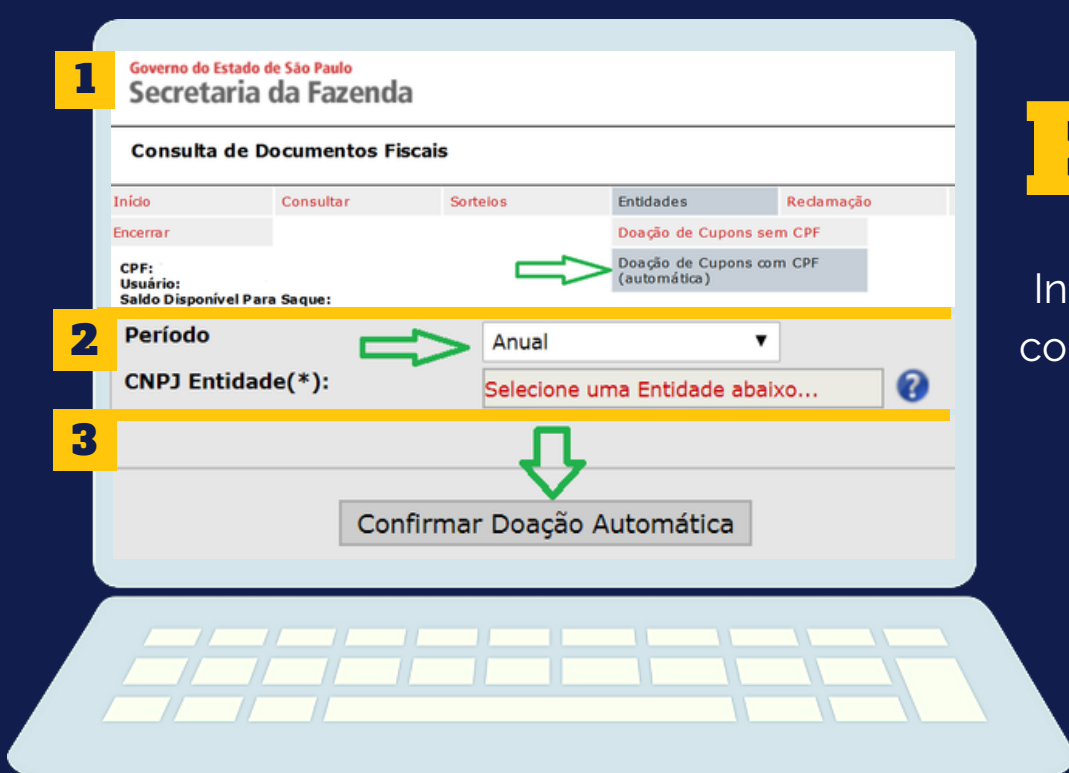 1
Governo do Estado de São Paulo
Secretaria da Fazenda
Consulta de Documentos Fiscais
Início Consultar Sorteios Entidades Reclamação
Encerrar Doação de Cupons sem CPF
Doação de Cupons com CPF
(automática)
CPF:
Usuário:
Saldo Disponível Para Saque:
2
Período Anual
CNPJ Entidade(*): Selecione uma Entidade abaixo... ?
3
Confirmar Doação Automática
In
co